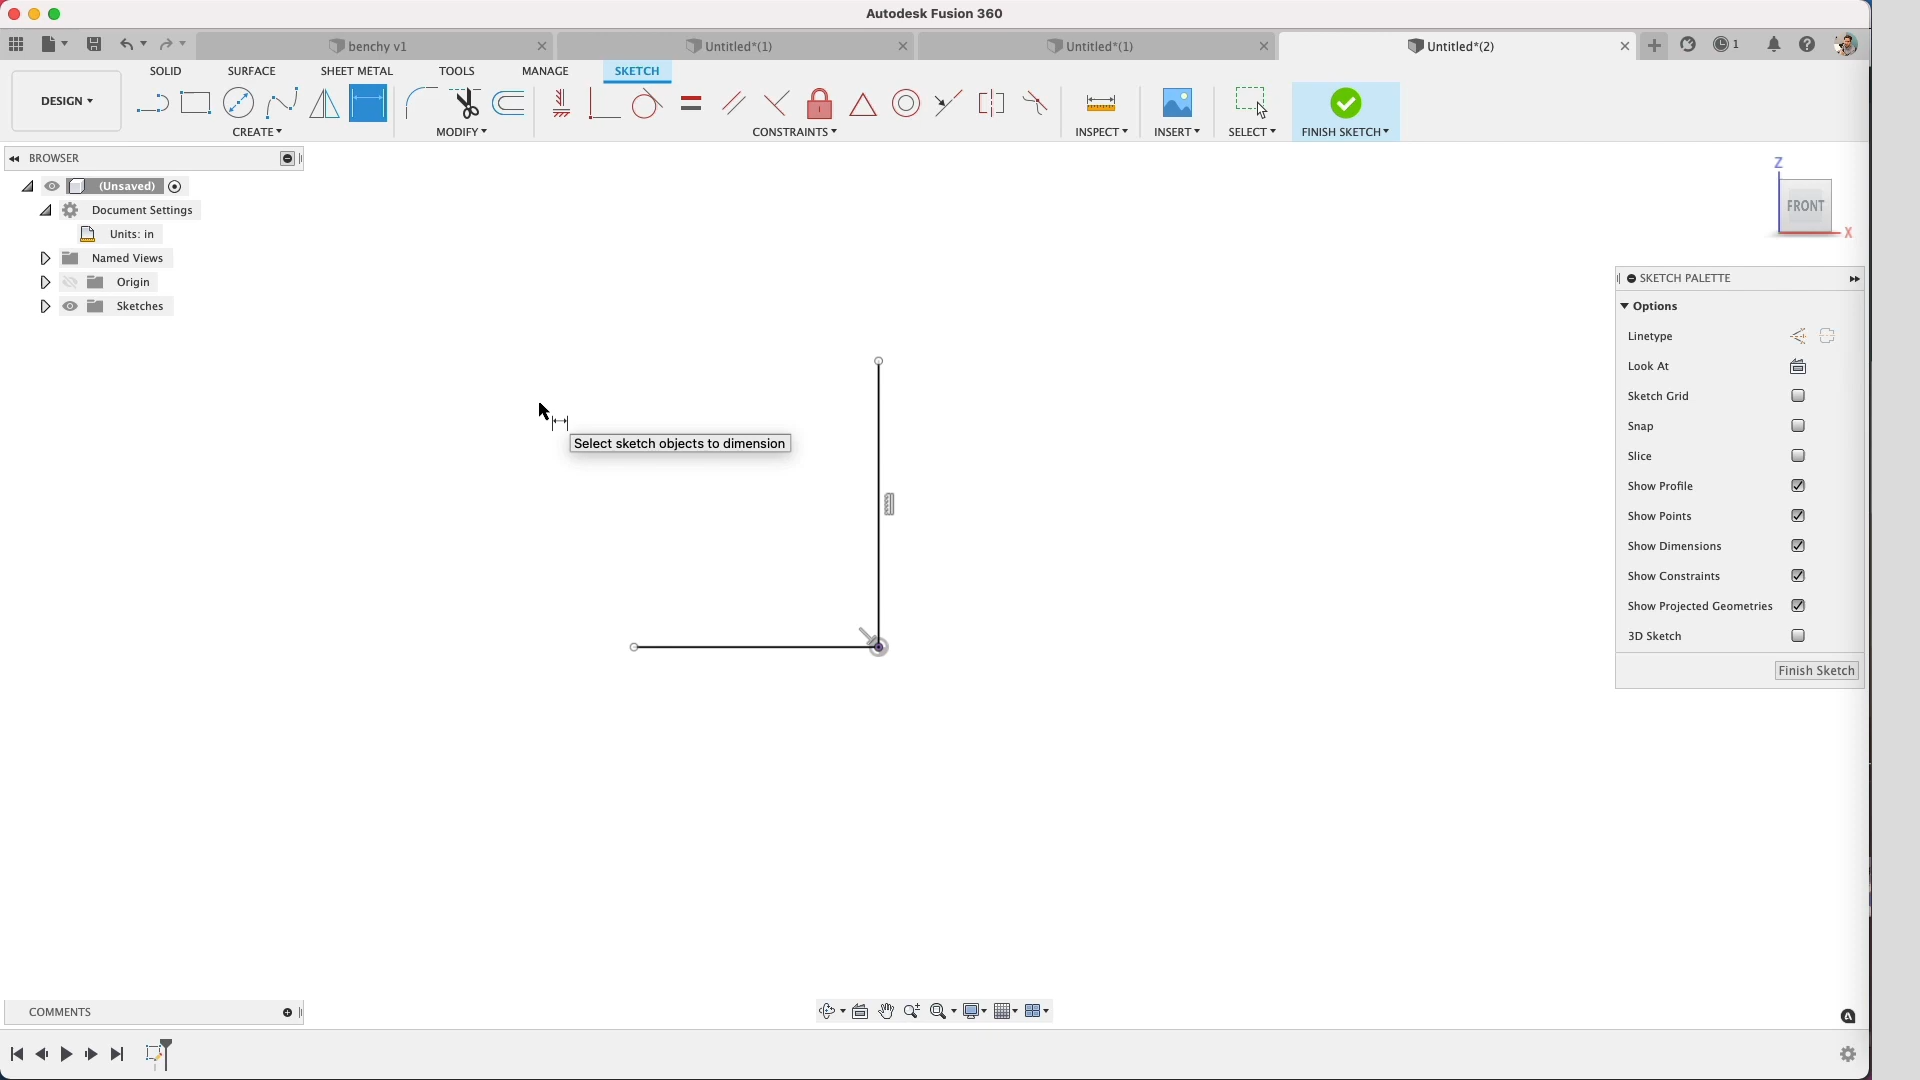 Autodesk Fusion 360
benchy v1
Untitled*(1)
Untitled*(1)
Untitled*(2)
1
SOLID
SURFACE
SHEET METAL
TOOLS
MANAGE
SKETCH
DESIGN
CREATE
MODIFY
CONSTRAINTS
INSPECT
INSERT
SELECT
FINISH SKETCH
BROWSER
(Unsaved)
Document Settings
Units: in
Named Views
Origin
Sketches
Z
FRONT
X
Select sketch objects to dimension
SKETCH PALETTE
Options
Linetype
Look At
Sketch Grid
Snap
Slice
Show Profile
Show Points
Show Dimensions
Show Constraints
Show Projected Geometries
3D Sketch
Finish Sketch
COMMENTS